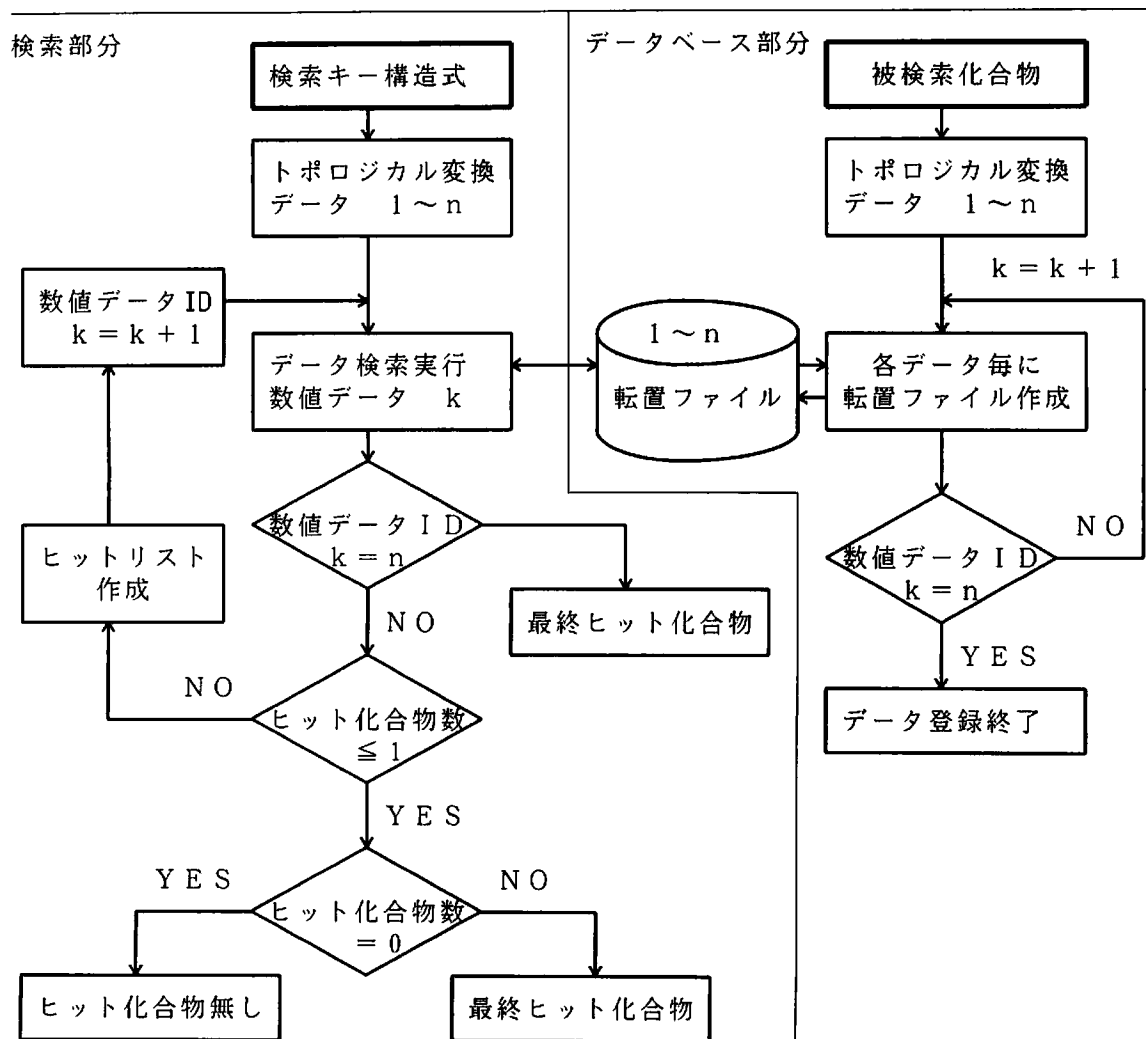 検索部分
検索キー構造式
トポロジカル変換
データ 1～n
数値データID
k = k + 1
データ検索実行
数値データ k
数値データID
k = n
ヒットリスト
作成
NO
最終ヒット化合物
NO
ヒット化合物数
≦ 1
YES
YES
NO
ヒット化合物数
= 0
ヒット化合物無し
最終ヒット化合物
データベース部分
被検索化合物
トポロジカル変換
データ 1～n
k = k + 1
1～n
転置ファイル
各データ毎に
転置ファイル作成
NO
数値データID
k = n
YES
データ登録終了